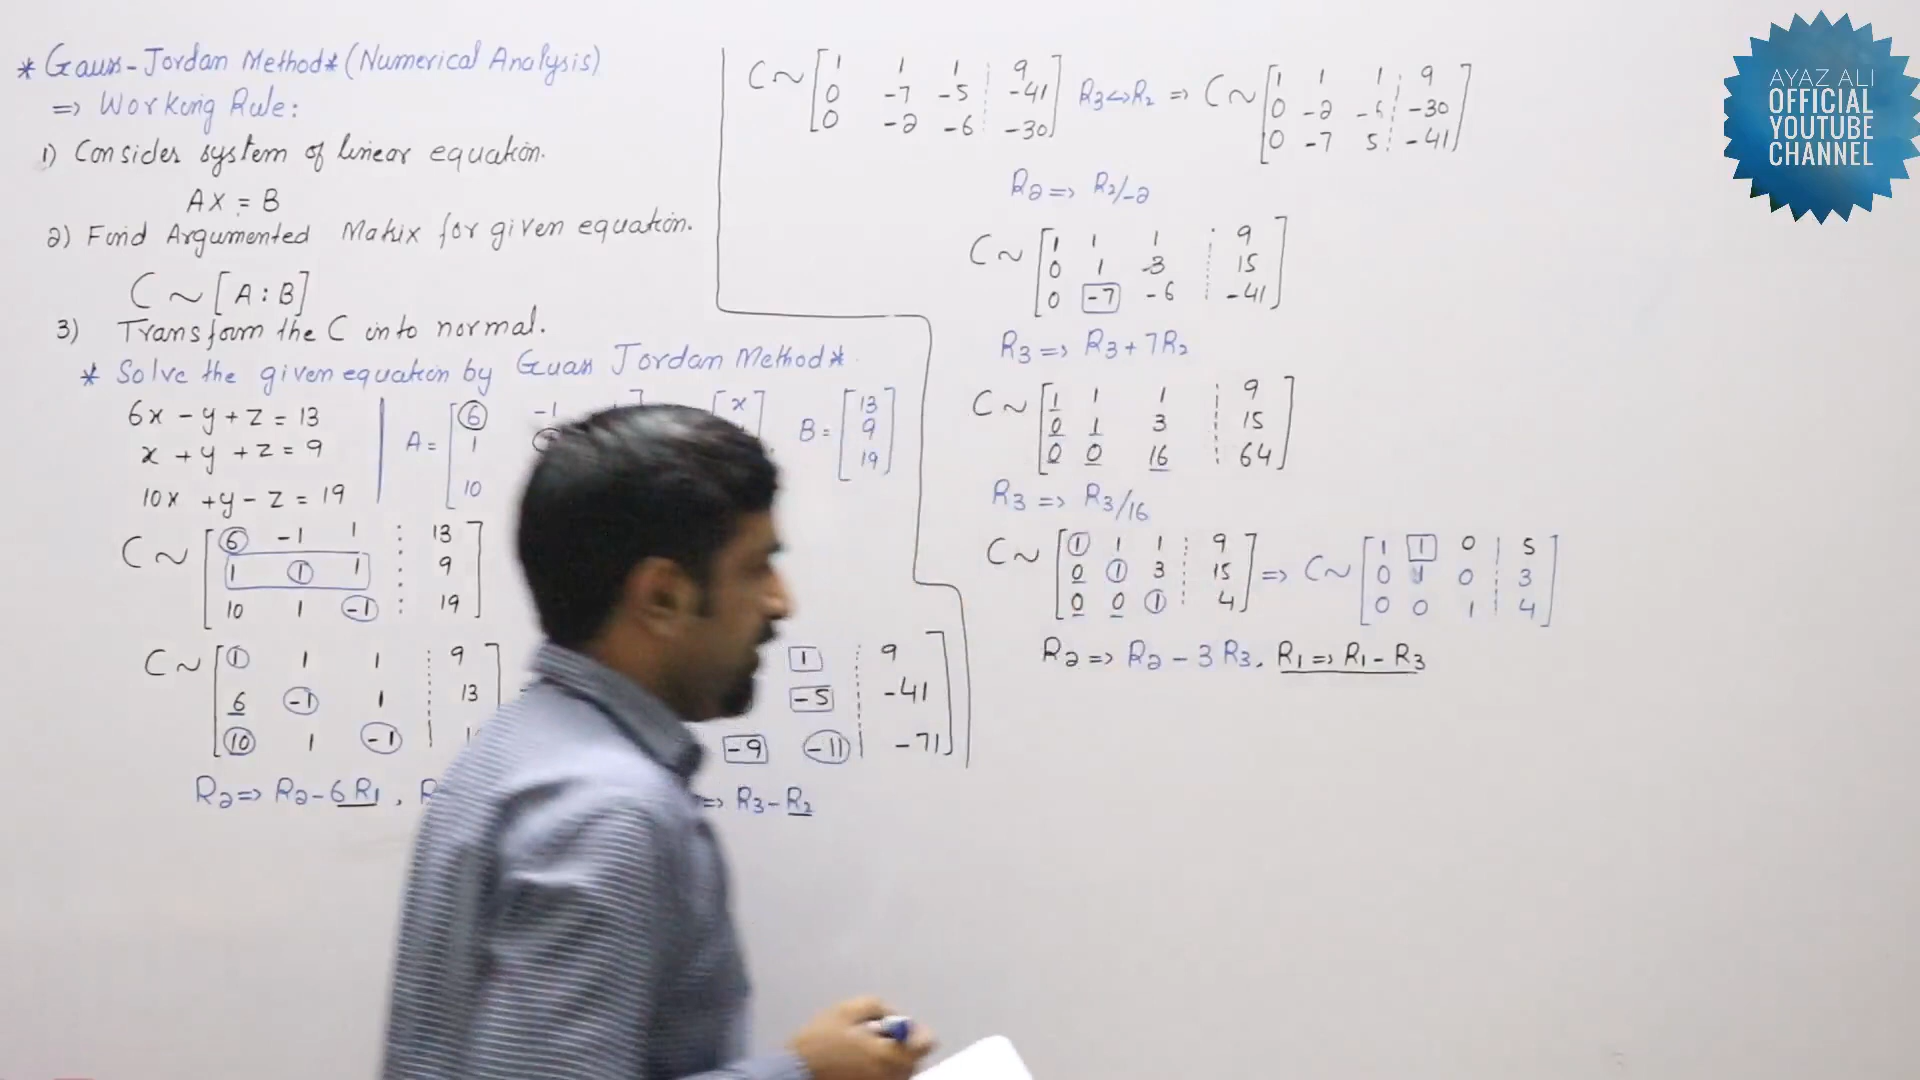 * Gauss-Jordan Method* (Numerical Analysis)
=> Working Rule:
1) Consider system of linear equation.
AX = B
2) Find Argumented Matrix for given equation.
C ~ [A : B]
3) Transform the C into normal.
* Solve the given equation by Guass Jordan Method*
6x - y + z = 13
x + y + z = 9
10x + y - z = 19
A = [ 6 -1
1
10
x
B = [ 13
9
19 ]
C ~ [ 6 -1 1 : 13
1 1 1 : 9
10 1 -1 : 19 ]
C ~ [ 1 1 1 : 9
6 -1 1 : 13
10 1 -1 :
R2 => R2 - 6R1 ,
1 : 9
-5 : -41
-9 -11 : -71 ]
=> R3 - R2
C ~ [ 1 1 1 : 9
0 -7 -5 : -41
0 -2 -6 : -30 ] R3 <-> R2 => C ~ [ 1 1 1 : 9
0 -2 -6 : -30
0 -7 5 : -41 ]
R2 => R2/-2
C ~ [ 1 1 1 : 9
0 1 3 : 15
0 -7 -6 : -41 ]
R3 => R3 + 7R2
C ~ [ 1 1 1 : 9
0 1 3 : 15
0 0 16 : 64 ]
R3 => R3/16
C ~ [ 1 1 1 : 9
0 1 3 : 15
0 0 1 : 4 ] => C ~ [ 1 1 0 | 5
0 1 0 | 3
0 0 1 | 4 ]
R2 => R2 - 3R3, R1 => R1 - R3
AYAZ ALI
OFFICIAL
YOUTUBE
CHANNEL